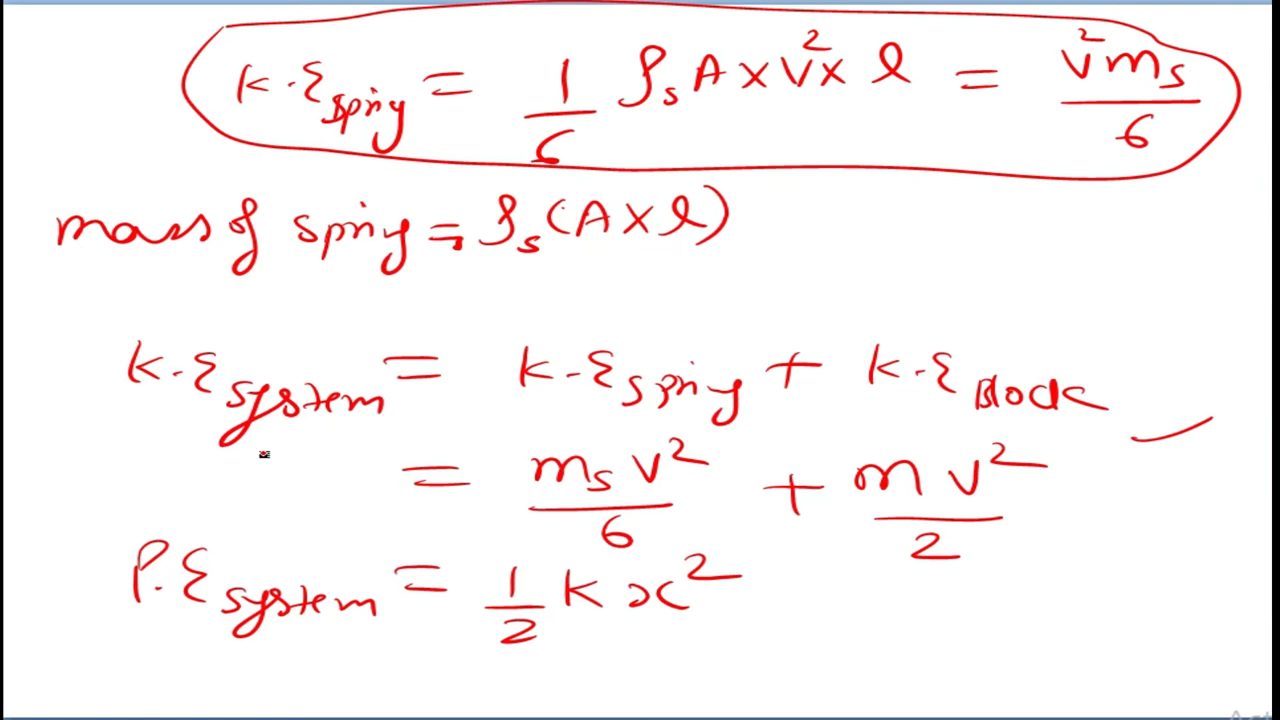 K.E spring = 1/6 ρs A x V² x l = V² ms / 6
mass of spring = ρs (A x l)
K.E system = K.E spring + K.E Block
= ms v² / 6 + m v² / 2
P.E system = 1/2 k x²